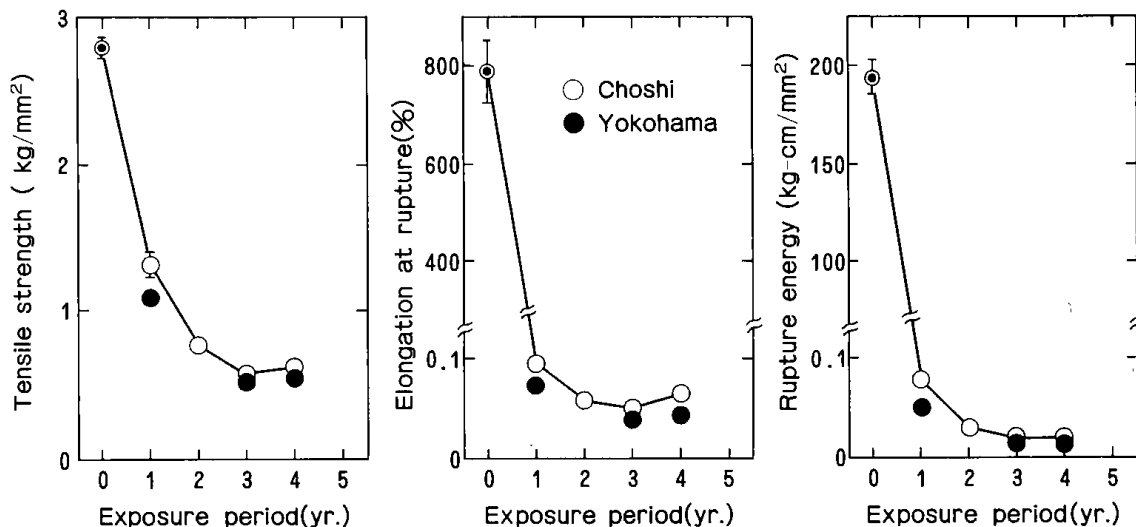 Tensile strength ( kg/mm²)
3
2
1
0
0 1 2 3 4 5
Exposure period(yr.)
Elongation at rupture(%)
800
600
400
0.1
0
Choshi
Yokohama
0 1 2 3 4 5
Exposure period(yr.)
Rupture energy (kg-cm/mm²)
200
150
100
0.1
0
0 1 2 3 4 5
Exposure period(yr.)